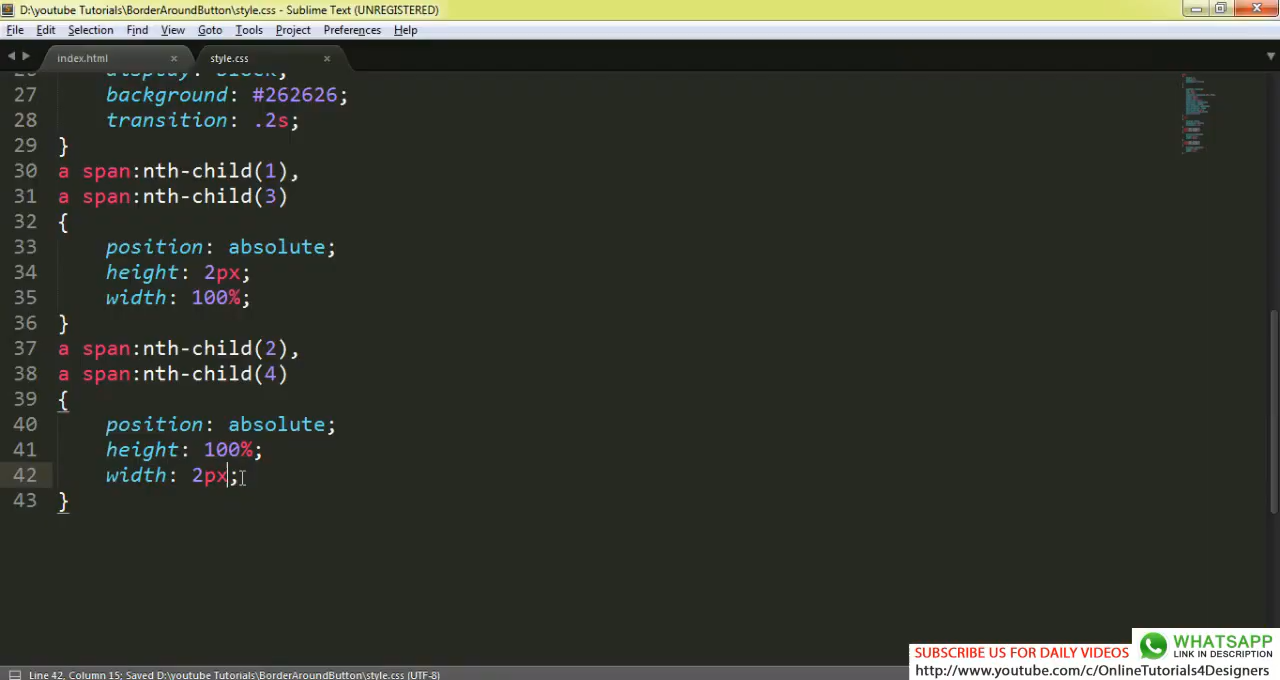 D:\youtube Tutorials\BorderAroundButton\style.css - Sublime Text (UNREGISTERED)
File Edit Selection Find View Goto Tools Project Preferences Help
index.html × style.css ×
26 display: block;
27 background: #262626;
28 transition: .2s;
29 }
30 a span:nth-child(1),
31 a span:nth-child(3)
32 {
33 position: absolute;
34 height: 2px;
35 width: 100%;
36 }
37 a span:nth-child(2),
38 a span:nth-child(4)
39 {
40 position: absolute;
41 height: 100%;
42 width: 2px;
43 }
WHATSAPP
LINK IN DESCRIPTION
SUBSCRIBE US FOR DAILY VIDEOS
http://www.youtube.com/c/OnlineTutorials4Designers
Line 42, Column 15; Saved D:\youtube Tutorials\BorderAroundButton\style.css (UTF-8)